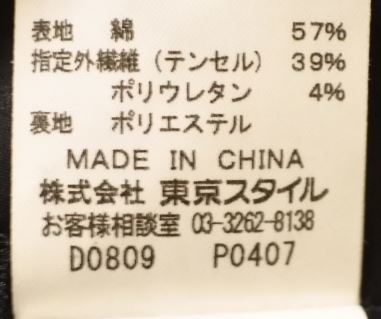 表地 綿 57%
指定外繊維(テンセル) 39%
ポリウレタン 4%
裏地 ポリエステル
MADE IN CHINA
株式会社 東京スタイル
お客様相談室 03-3262-8138
D0809 P0407